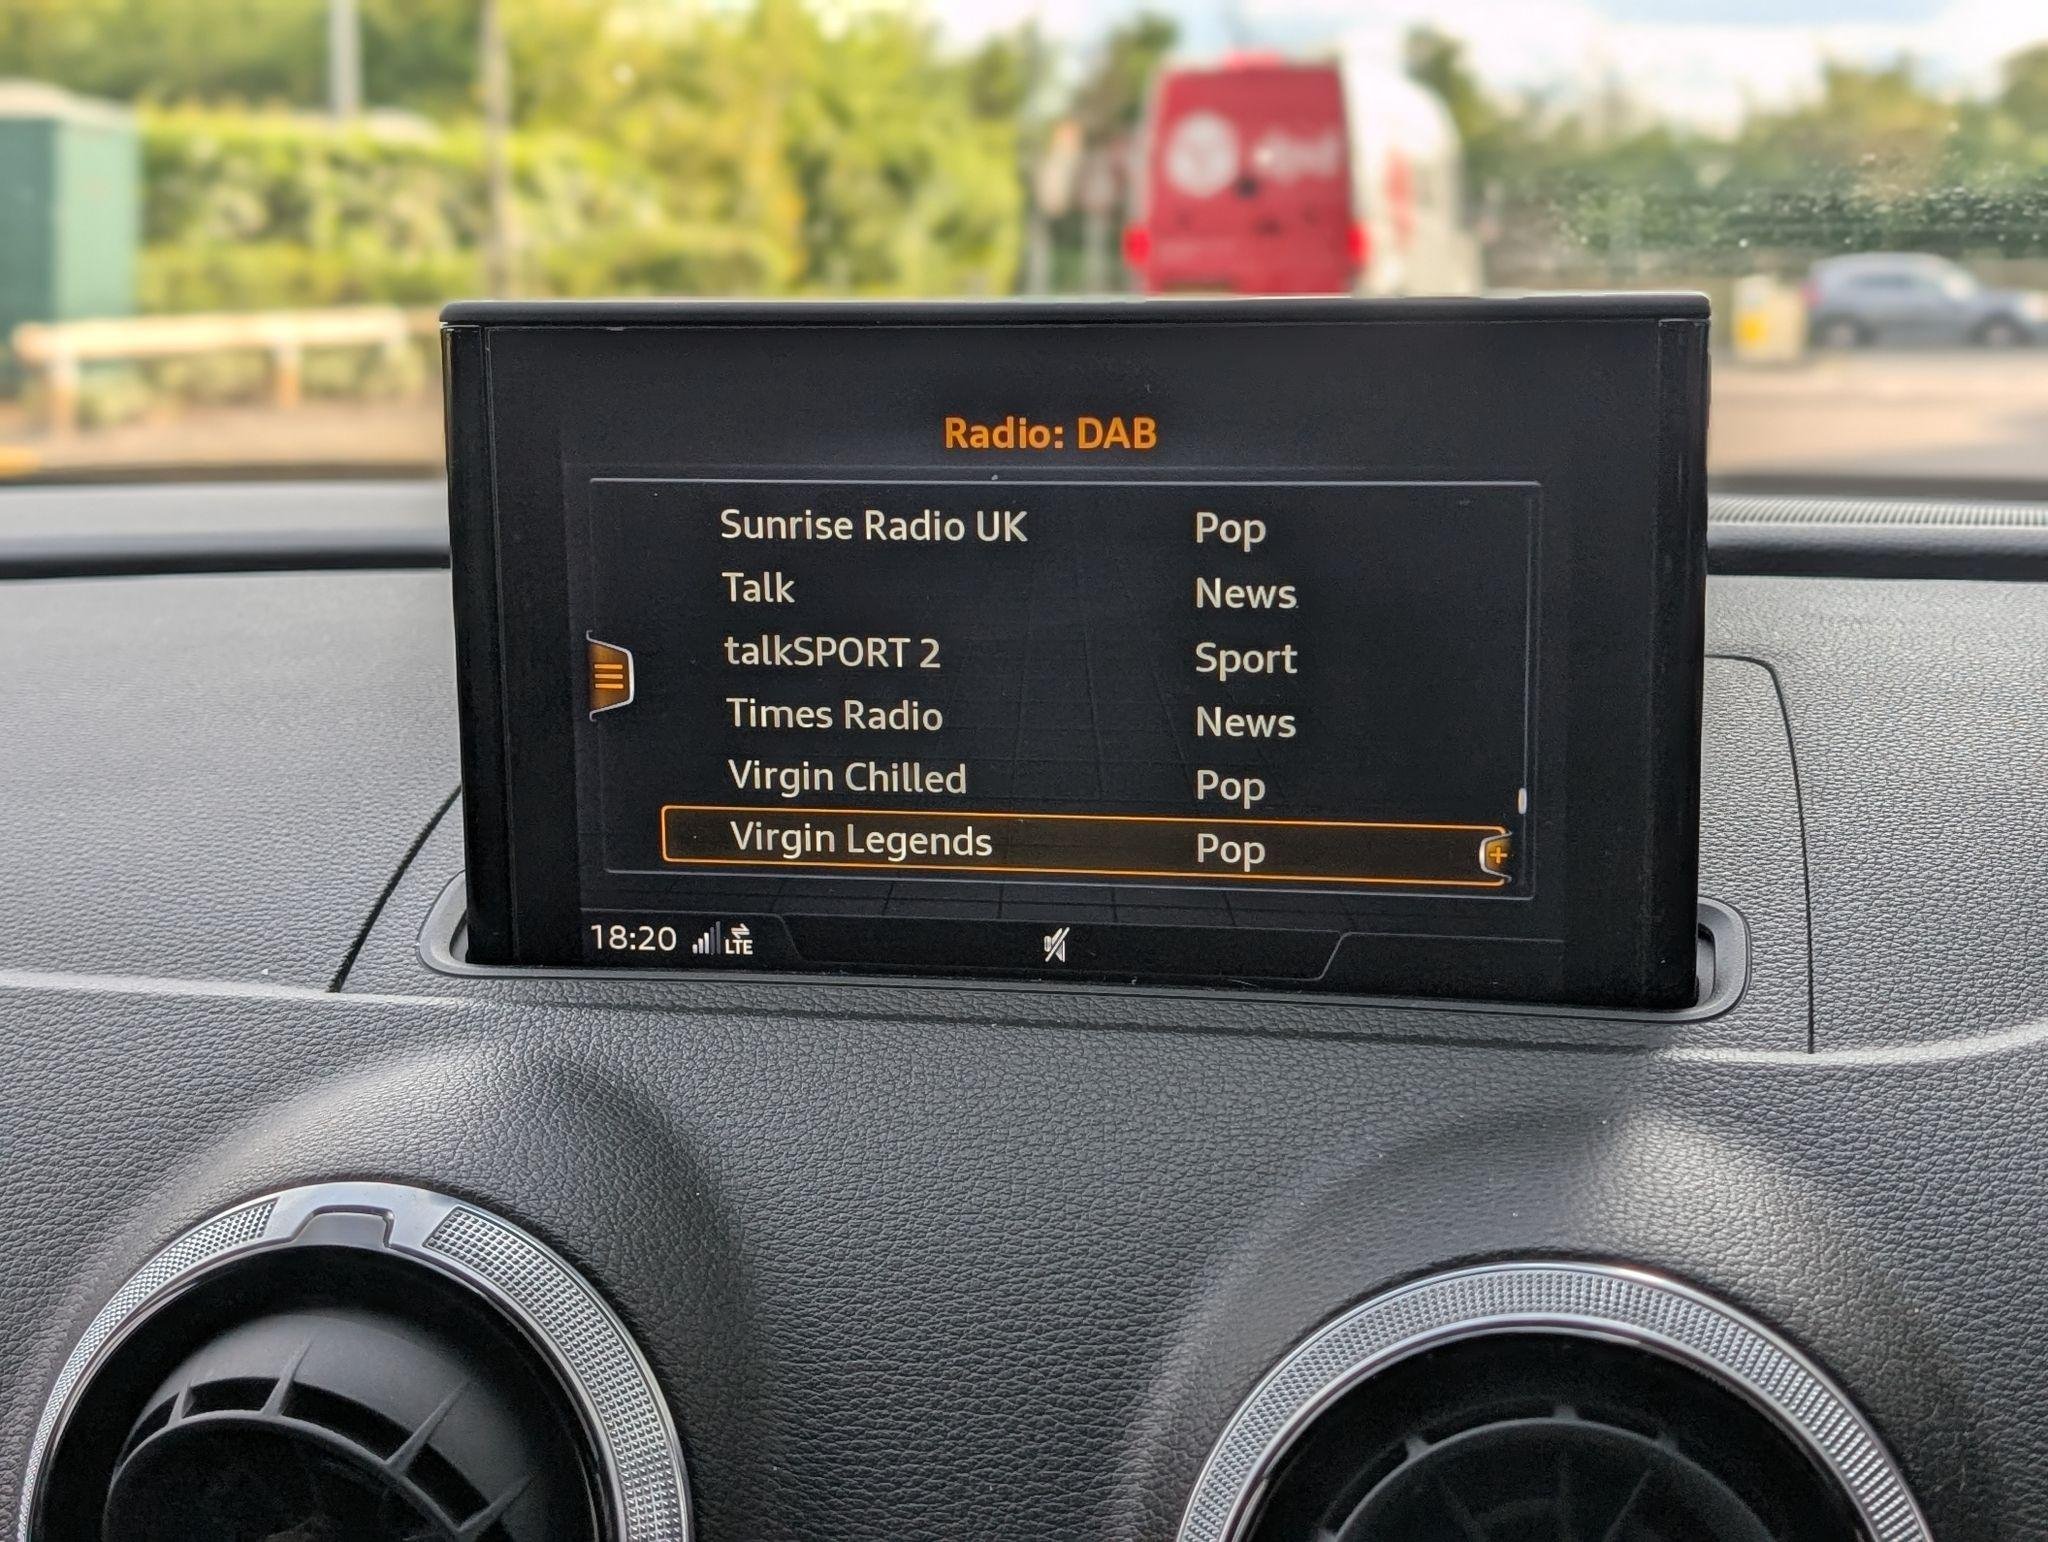 dpd
Radio: DAB
Sunrise Radio UK Pop
Talk News
talkSPORT 2 Sport
Times Radio News
Virgin Chilled Pop
Virgin Legends Pop
18:20 LTE